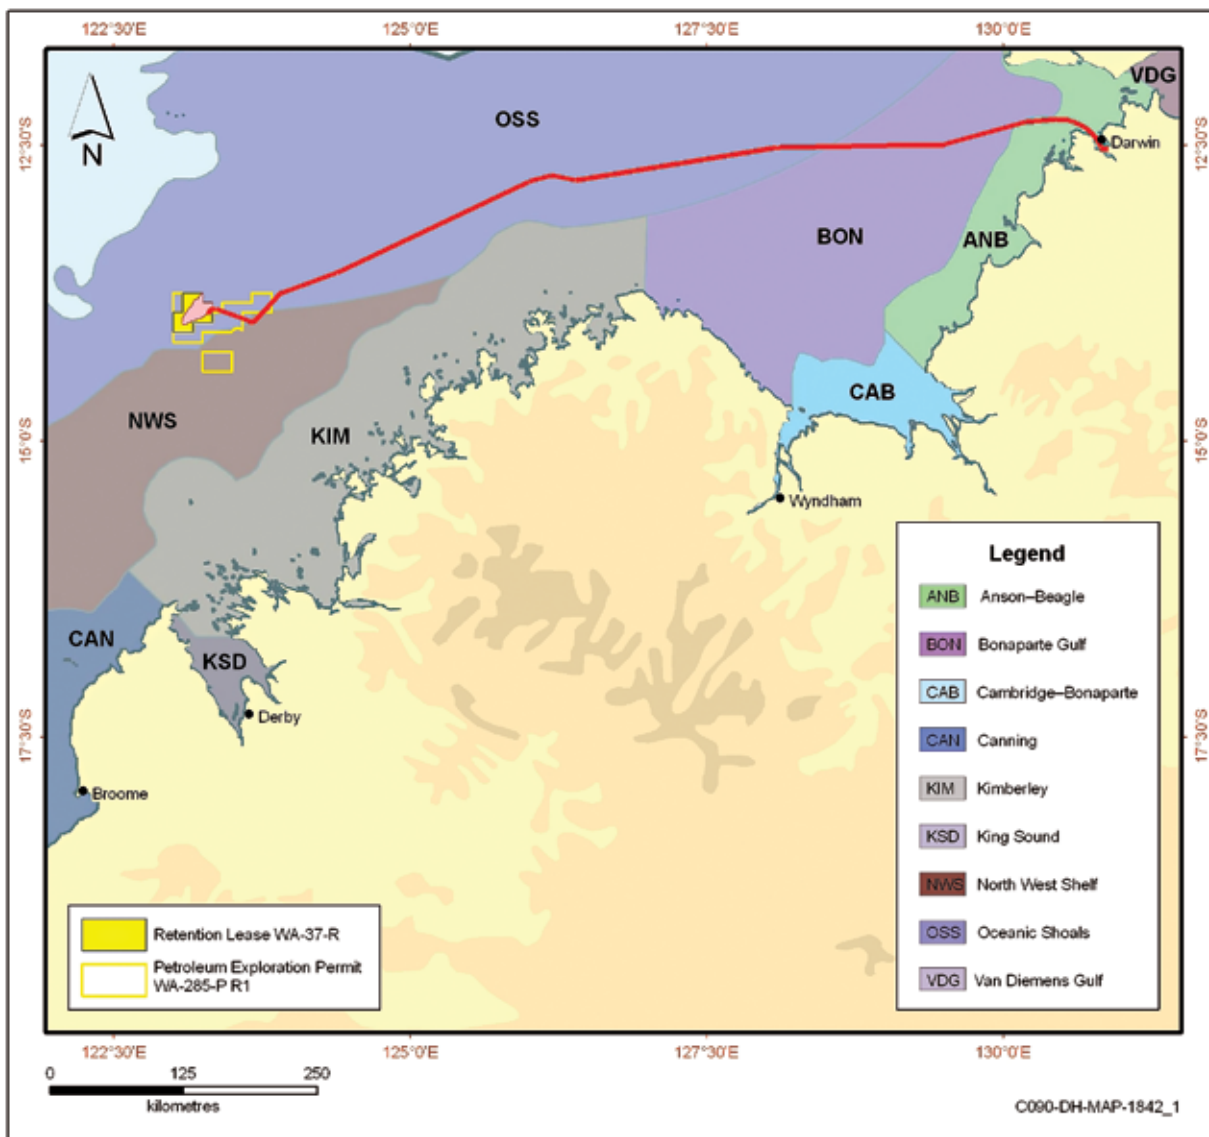 122°30'E 125°0'E 127°30'E 130°0'E
VDG
OSS
12°30'S 12°30'S
N
Darwin
BON
ANB
CAB
NWS
KIM
15°0'S 15°0'S
Wyndham
Legend
ANB Anson–Beagle
CAN
BON Bonaparte Gulf
KSD
CAB Cambridge–Bonaparte
Derby
17°30'S 17°30'S
CAN Canning
Broome
KIM Kimberley
KSD King Sound
NWS North West Shelf
Retention Lease WA-37-R
OSS Oceanic Shoals
Petroleum Exploration Permit
WA-285-P R1
VDG Van Diemens Gulf
122°30'E 125°0'E 127°30'E 130°0'E
0 125 250
kilometres
C090-DH-MAP-1842_1